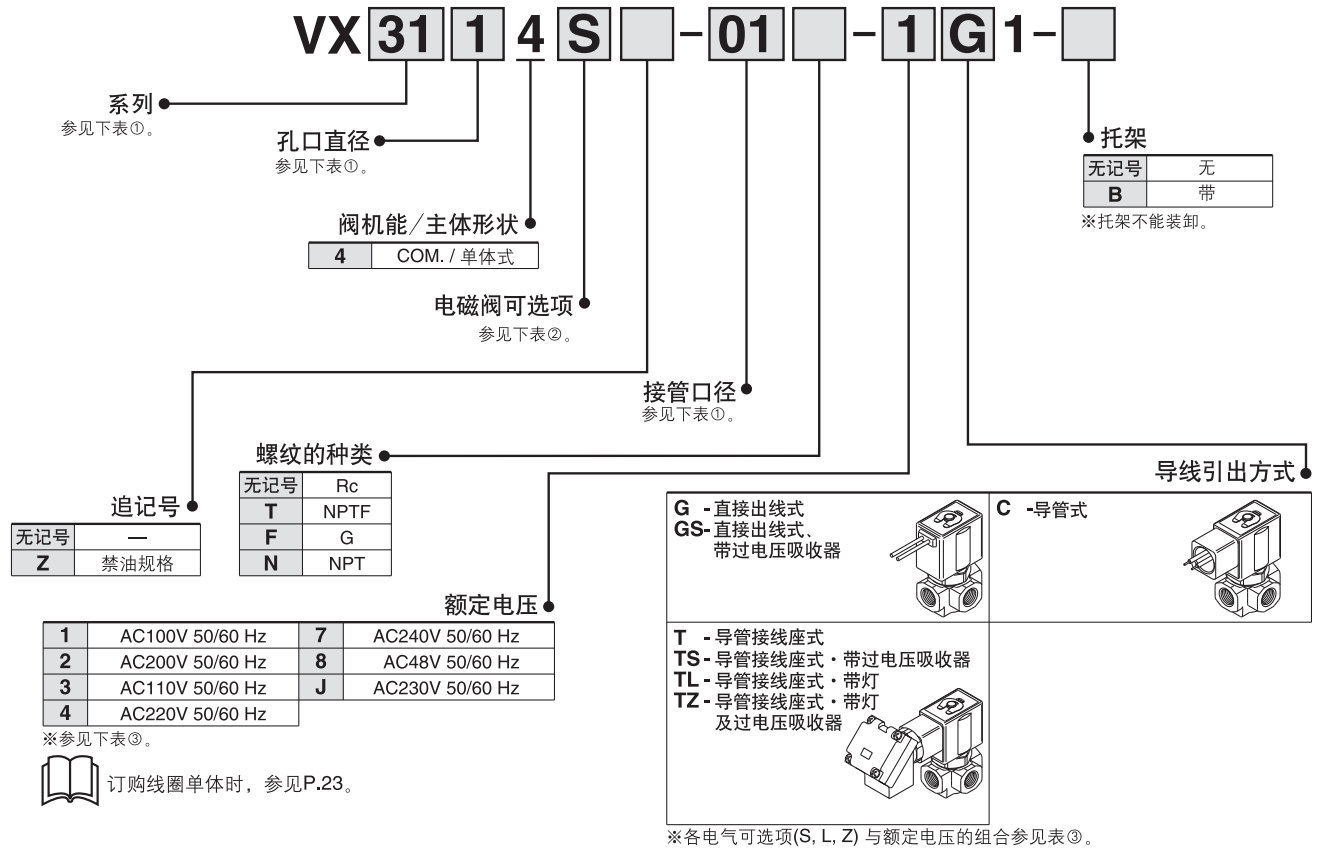 VX 31 1 4 S □ - 01 □ - 1 G 1 - □
系列
参见下表①。
孔口直径
参见下表①。
托架
无记号 无
B 带
※托架不能装卸。
阀机能/主体形状
4 COM. / 单体式
电磁阀可选项
参见下表②。
接管口径
参见下表①。
螺纹的种类
无记号 Rc
T NPTF
F G
N NPT
追记号
无记号 —
Z 禁油规格
导线引出方式
G -直接出线式
GS-直接出线式、
带过电压吸收器
C -导管式
T -导管接线座式
TS-导管接线座式・带过电压吸收器
TL-导管接线座式・带灯
TZ-导管接线座式・带灯
及过电压吸收器
※各电气可选项(S, L, Z) 与额定电压的组合参见表③。
额定电压
1 AC100V 50/60 Hz 7 AC240V 50/60 Hz
2 AC200V 50/60 Hz 8 AC48V 50/60 Hz
3 AC110V 50/60 Hz J AC230V 50/60 Hz
4 AC220V 50/60 Hz
※参见下表③。
订购线圈单体时，参见P.23。